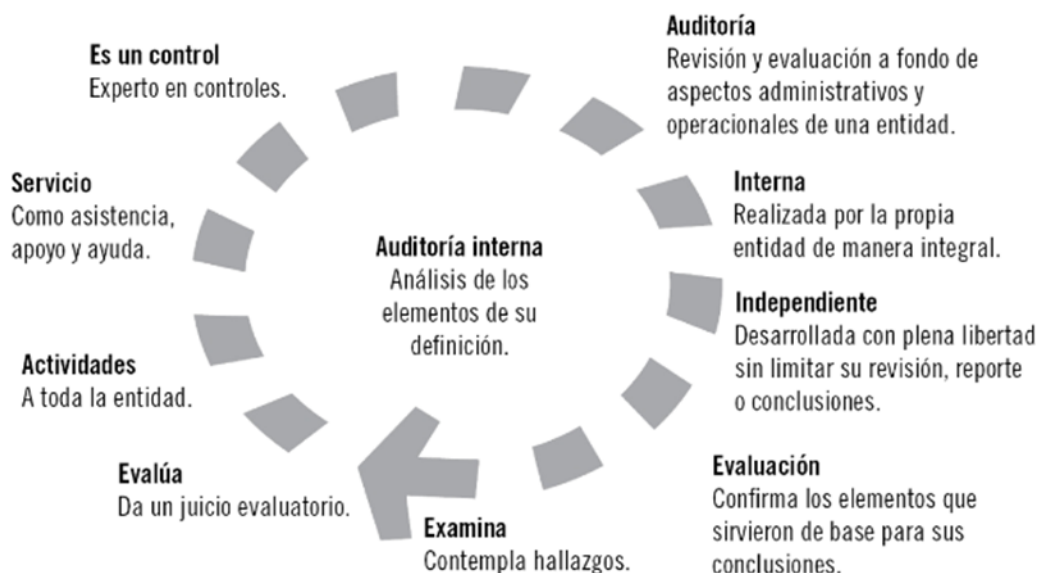 Auditoría
Revisión y evaluación a fondo de
aspectos administrativos y
operacionales de una entidad.
Interna
Realizada por la propia
entidad de manera integral.
Independiente
Desarrollada con plena libertad
sin limitar su revisión, reporte
o conclusiones.
Evaluación
Confirma los elementos que
sirvieron de base para sus
conclusiones.
Examina
Contempla hallazgos.
Evalúa
Da un juicio evaluatorio.
Actividades
A toda la entidad.
Servicio
Como asistencia,
apoyo y ayuda.
Es un control
Experto en controles.
Auditoría interna
Análisis de los
elementos de su
definición.